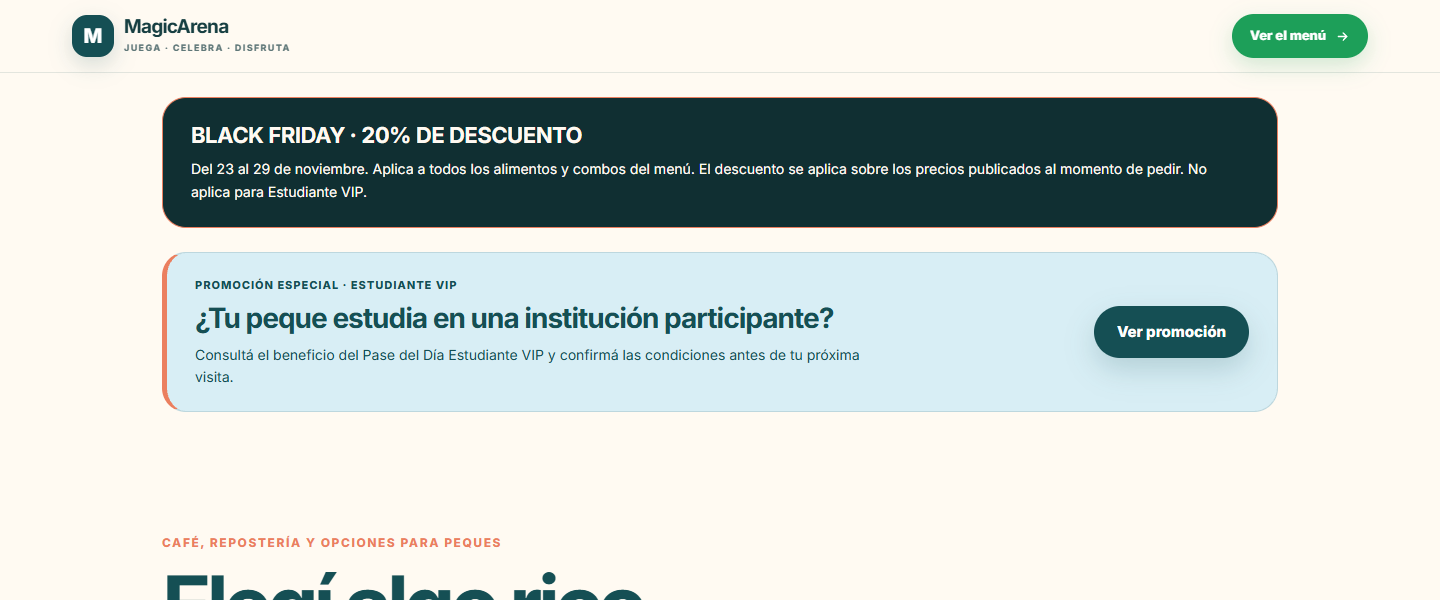 M
MagicArena
JUEGA · CELEBRA · DISFRUTA
Ver el menú →
BLACK FRIDAY · 20% DE DESCUENTO
Del 23 al 29 de noviembre. Aplica a todos los alimentos y combos del menú. El descuento se aplica sobre los precios publicados al momento de pedir. No
aplica para Estudiante VIP.
PROMOCIÓN ESPECIAL · ESTUDIANTE VIP
¿Tu peque estudia en una institución participante?
Consultá el beneficio del Pase del Día Estudiante VIP y confirmá las condiciones antes de tu próxima
visita.
Ver promoción
CAFÉ, REPOSTERÍA Y OPCIONES PARA PEQUES
Elegí algo rico